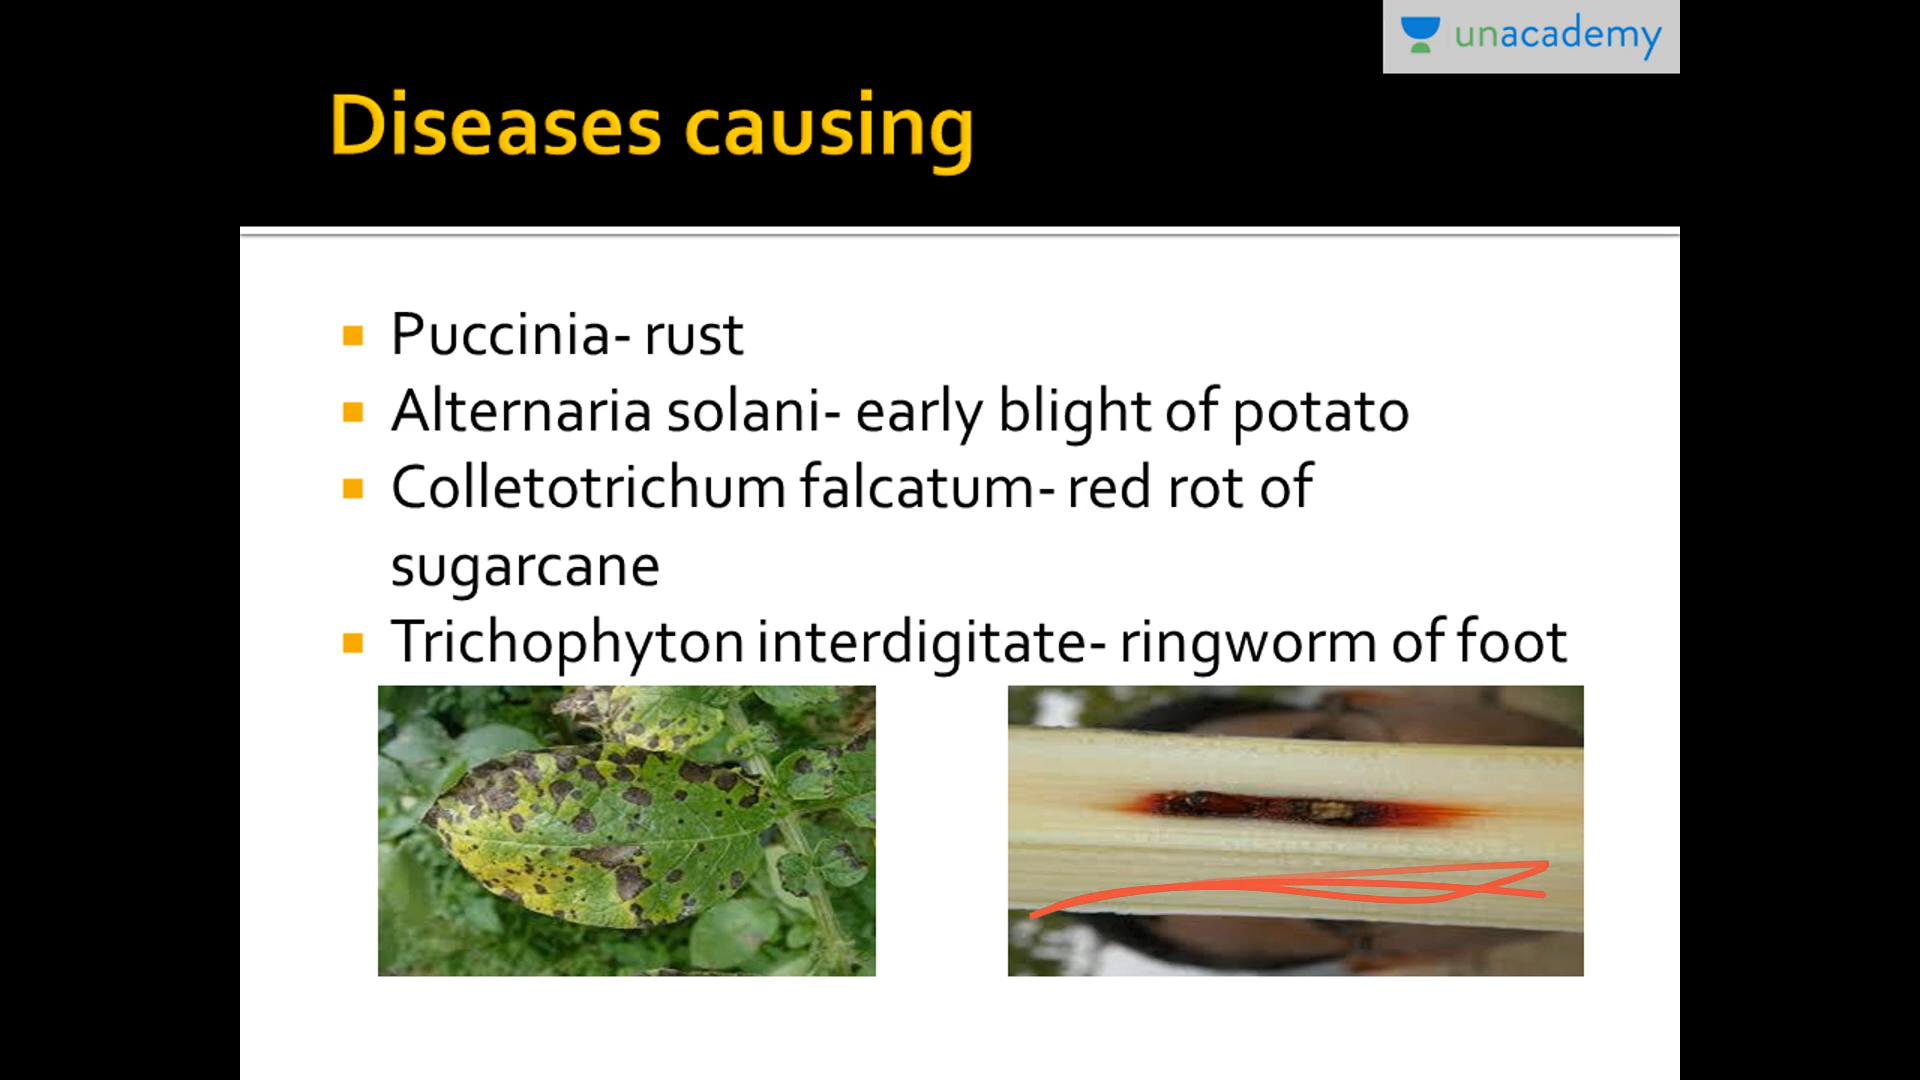 unacademy
Diseases causing
Puccinia- rust
Alternaria solani- early blight of potato
Colletotrichum falcatum- red rot of
sugarcane
Trichophyton interdigitate- ringworm of foot